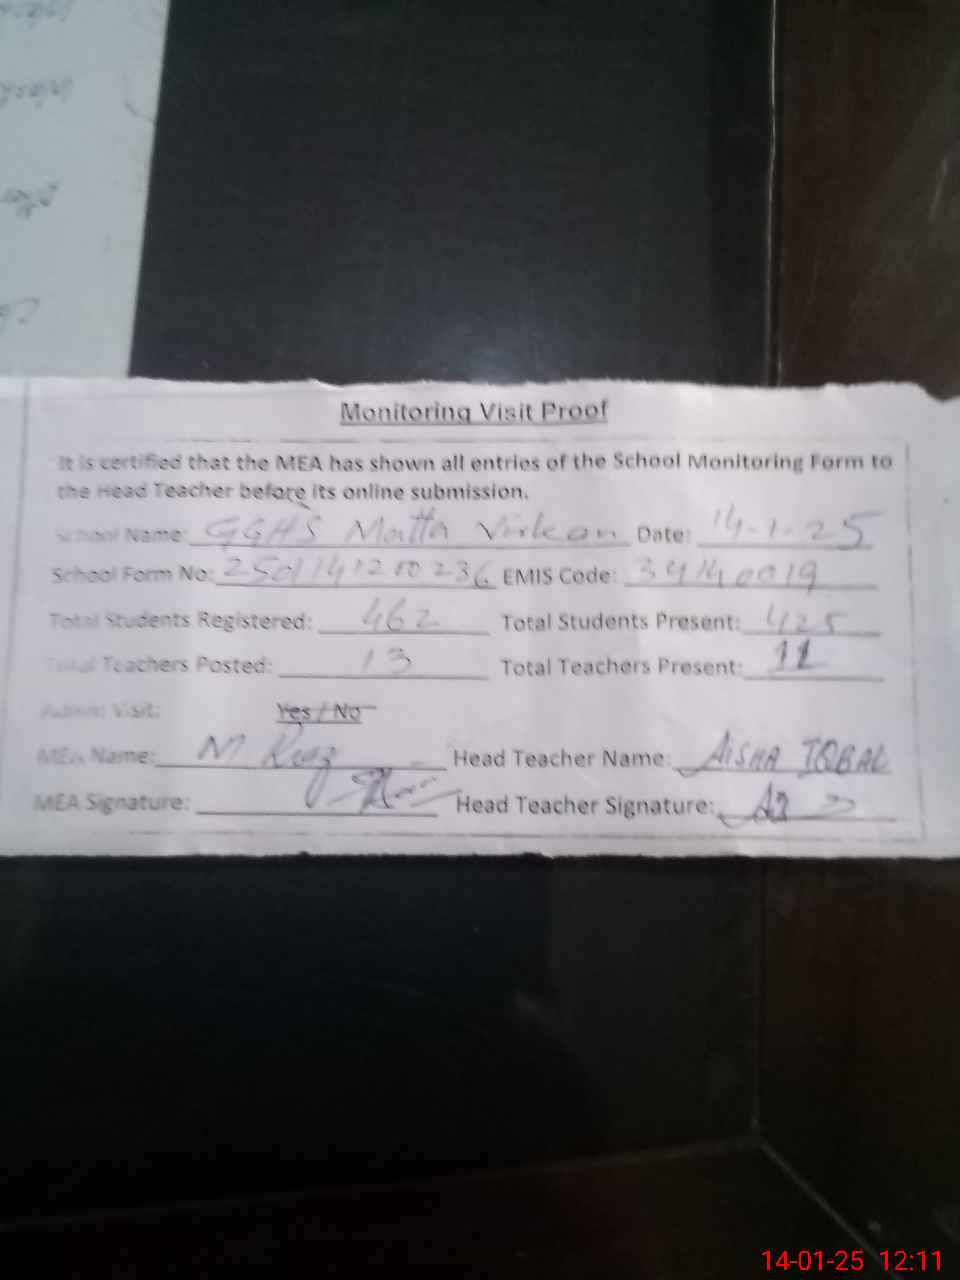 Monitoring Visit Proof
It is certified that the MEA has shown all entries of the School Monitoring Form to
the Head Teacher before its online submission.
School Name: GGHS Matta Virkan Date: 14-1-25
School Form No: 2501141200236 EMIS Code: 34140019
Total Students Registered: 462 Total Students Present: 425
Total Teachers Posted: 13 Total Teachers Present: 11
Admin Visit: Yes / No
MEA Name: M Head Teacher Name: AISHA IQBAL
MEA Signature: Head Teacher Signature:
14-01-25 12:11